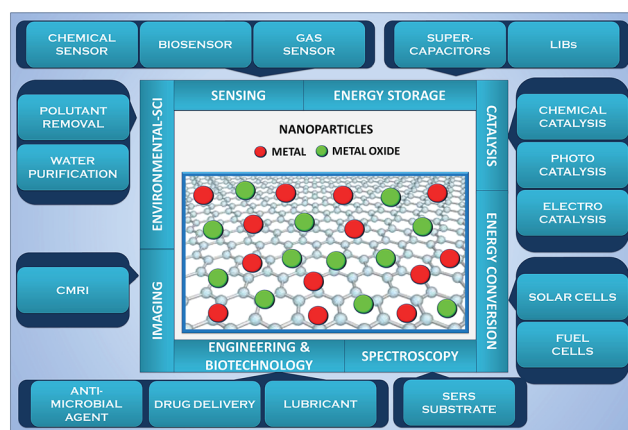 CHEMICAL
SENSOR
BIOSENSOR
GAS
SENSOR
SUPER-
CAPACITORS
LIBs
POLUTANT
REMOVAL
WATER
PURIFICATION
ENVIRONMENTAL-SCI
SENSING
ENERGY STORAGE
CATALYSIS
CHEMICAL
CATALYSIS
PHOTO
CATALYSIS
ELECTRO
CATALYSIS
NANOPARTICLES
METAL
METAL OXIDE
CMRI
IMAGING
ENERGY CONVERSION
SOLAR CELLS
FUEL
CELLS
ENGINEERING &
BIOTECHNOLOGY
SPECTROSCOPY
ANTI-
MICROBIAL
AGENT
DRUG DELIVERY
LUBRICANT
SERS
SUBSTRATE